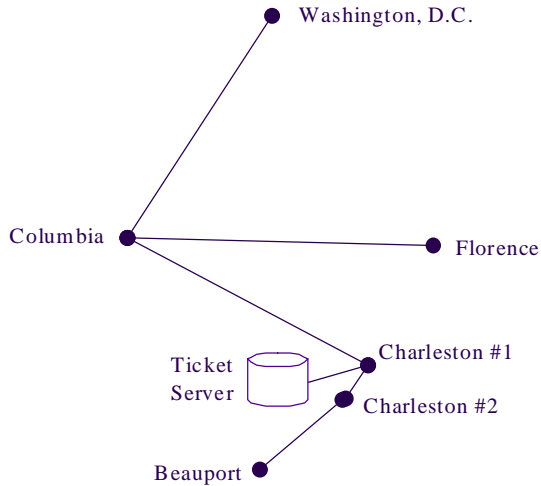 Washington, D.C.
Columbia
Florence
Charleston #1
Ticket
Server
Charleston #2
Beauport